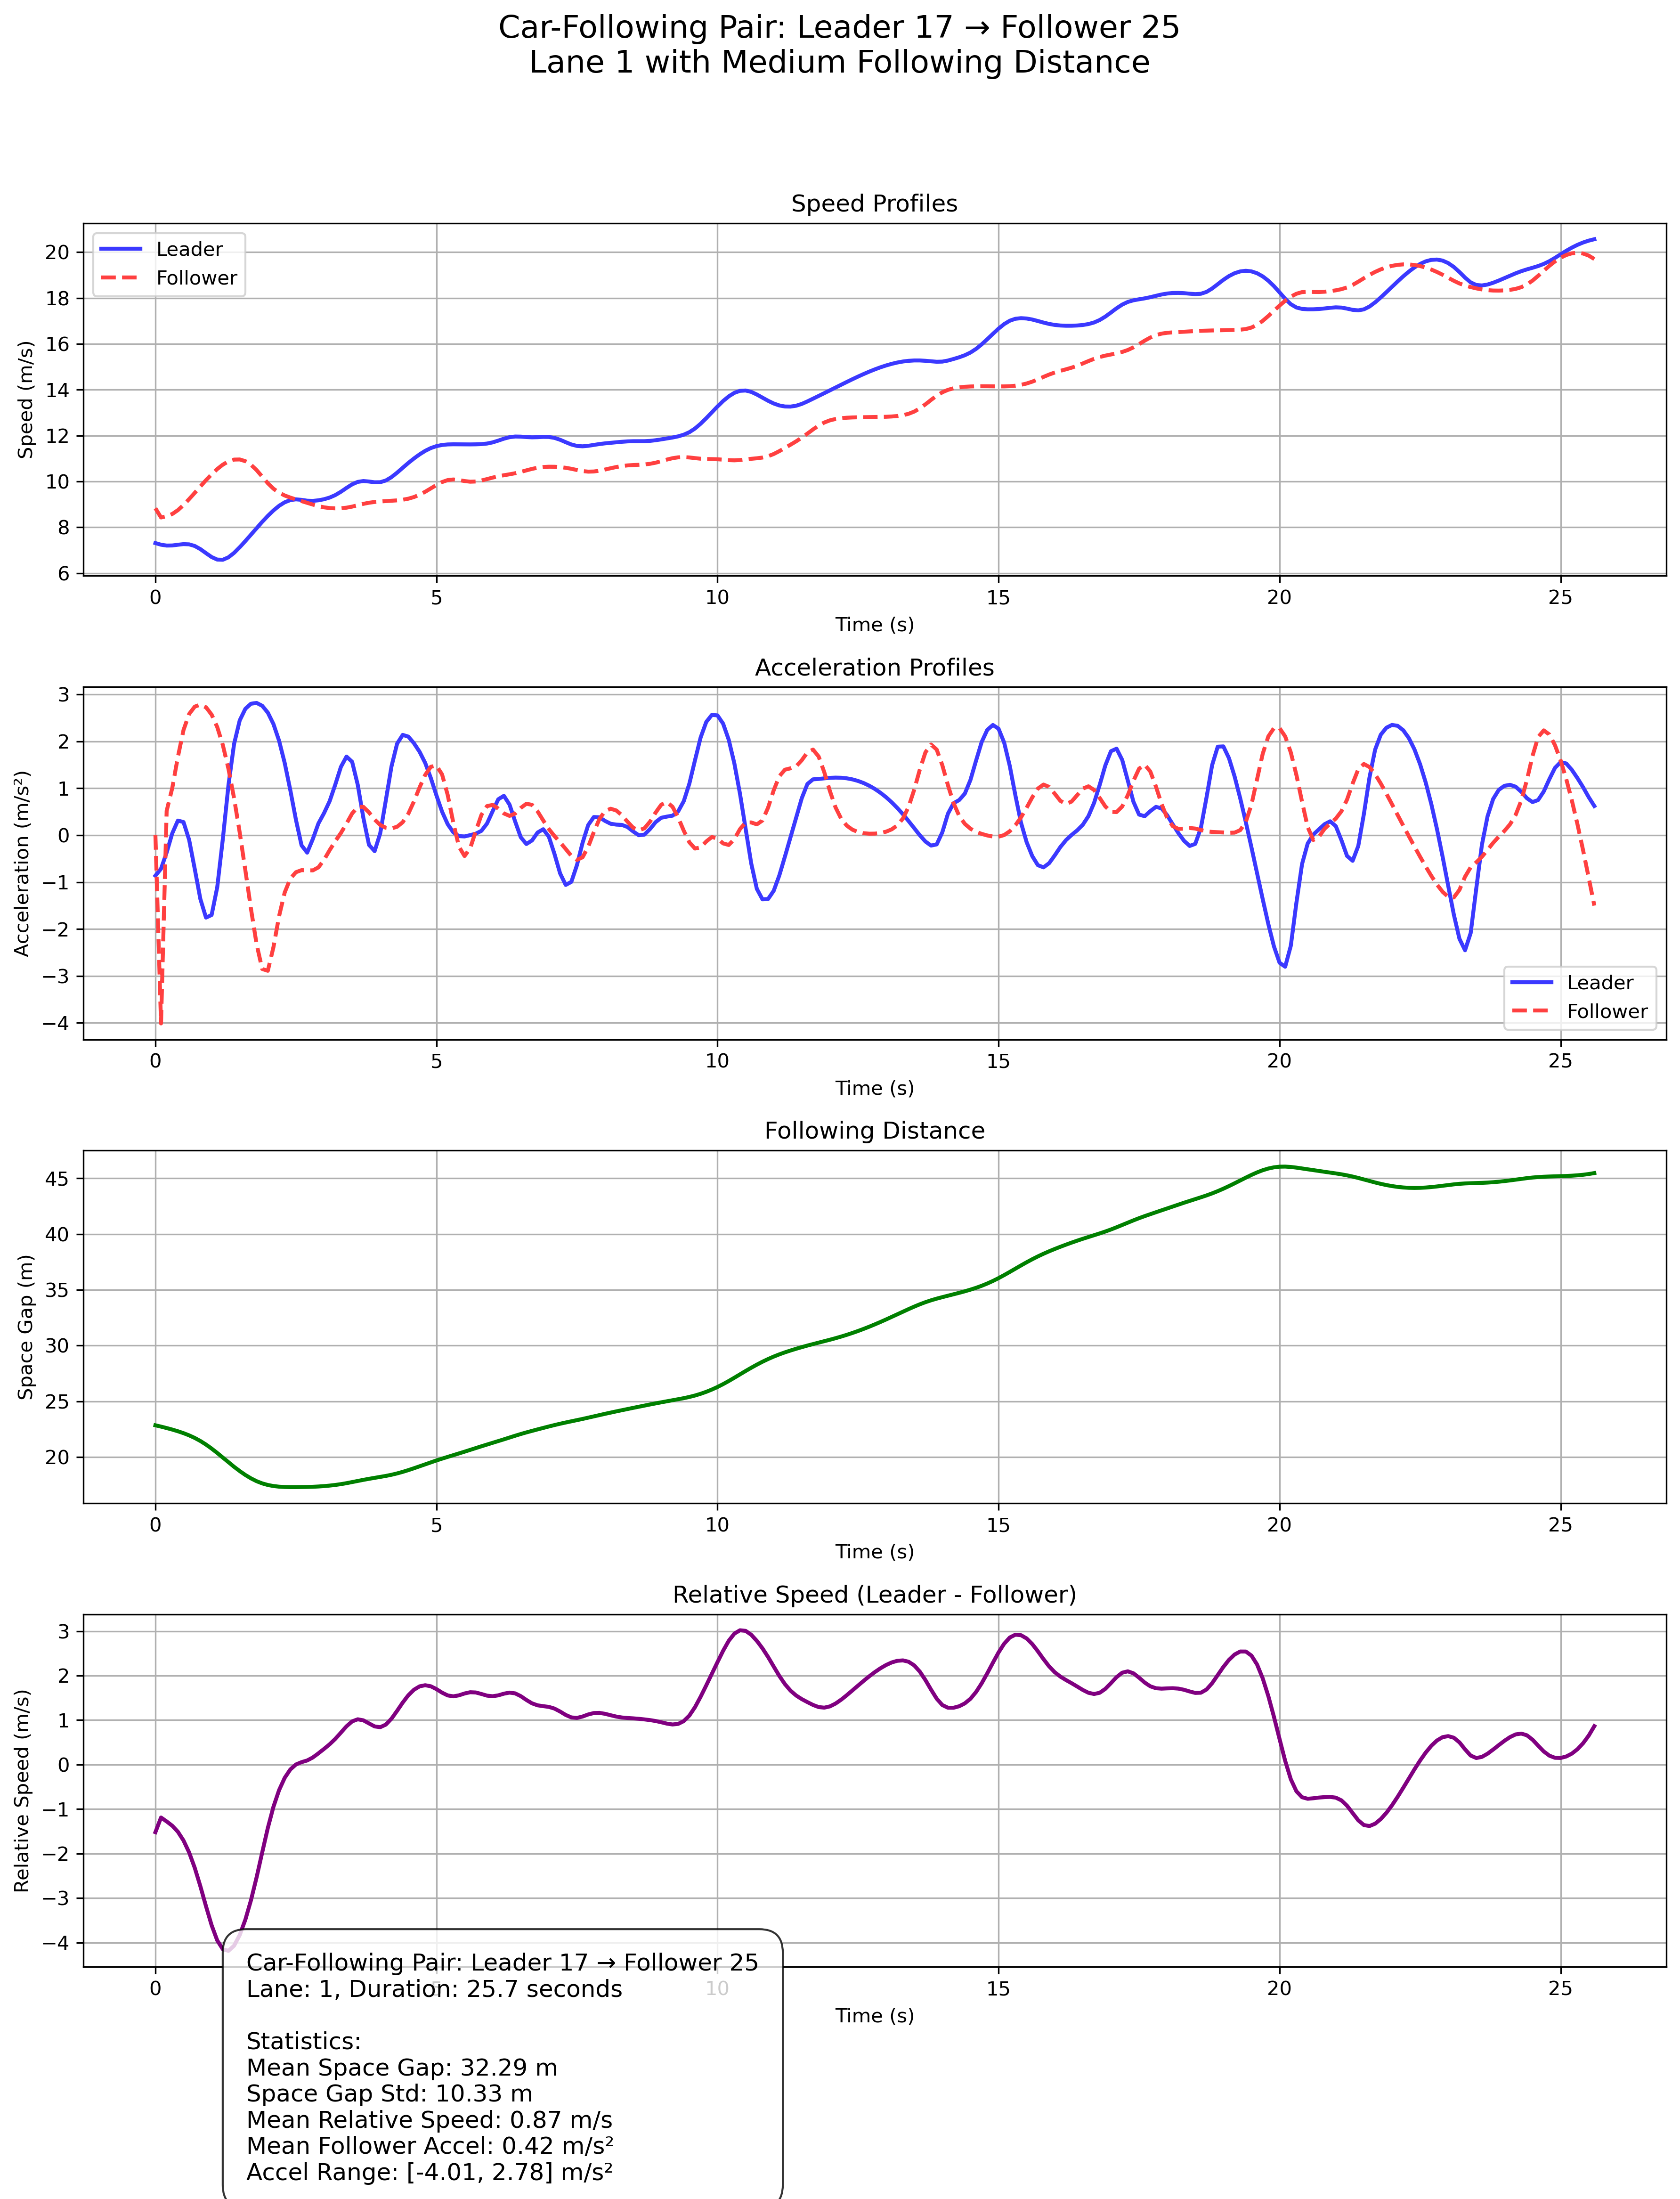 Car-Following Pair: Leader 17 → Follower 25
Lane 1 with Medium Following Distance
Speed Profiles
Leader
Follower
Speed (m/s)
20
18
16
14
12
10
8
6
0 5 10 15 20 25
Time (s)
Acceleration Profiles
Acceleration (m/s²)
3
2
1
0
−1
−2
−3
−4
Leader
Follower
0 5 10 15 20 25
Time (s)
Following Distance
Space Gap (m)
45
40
35
30
25
20
0 5 10 15 20 25
Time (s)
Relative Speed (Leader - Follower)
Relative Speed (m/s)
3
2
1
0
−1
−2
−3
−4
0 5 10 15 20 25
Time (s)
Car-Following Pair: Leader 17 → Follower 25
Lane: 1, Duration: 25.7 seconds
Statistics:
Mean Space Gap: 32.29 m
Space Gap Std: 10.33 m
Mean Relative Speed: 0.87 m/s
Mean Follower Accel: 0.42 m/s²
Accel Range: [-4.01, 2.78] m/s²